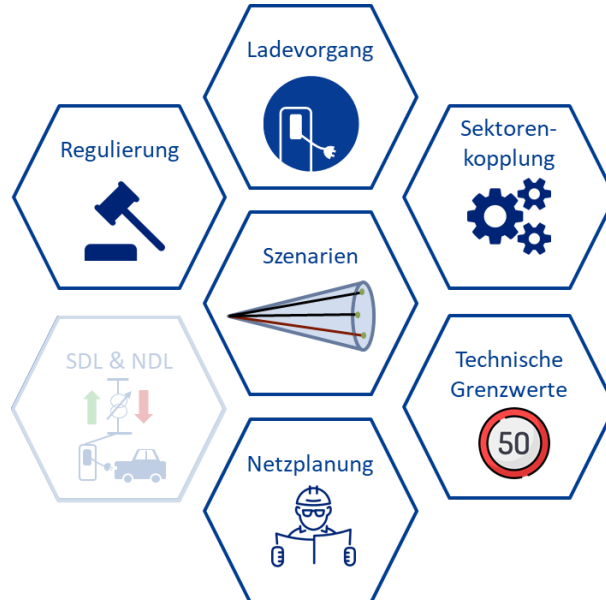 Ladevorgang
Regulierung
Sektoren-
kopplung
Szenarien
SDL & NDL
Technische
Grenzwerte
50
Netzplanung